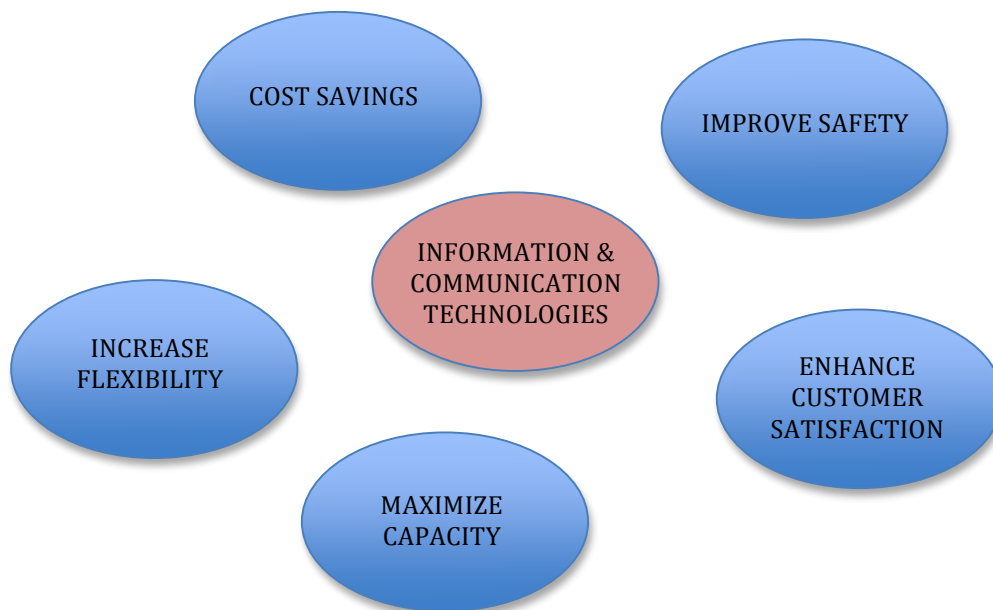 COST SAVINGS
IMPROVE SAFETY
INFORMATION &
COMMUNICATION
TECHNOLOGIES
INCREASE
FLEXIBILITY
ENHANCE
CUSTOMER
SATISFACTION
MAXIMIZE
CAPACITY